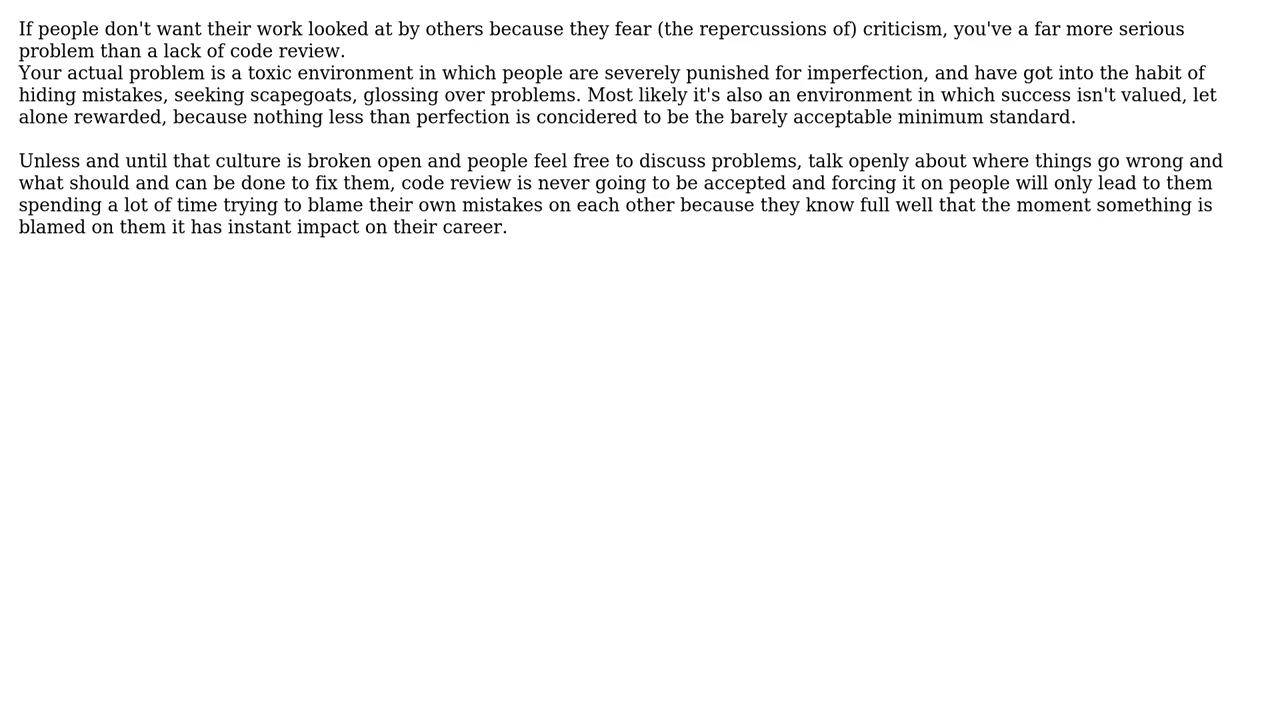 If people don't want their work looked at by others because they fear (the repercussions of) criticism, you've a far more serious
problem than a lack of code review.
Your actual problem is a toxic environment in which people are severely punished for imperfection, and have got into the habit of
hiding mistakes, seeking scapegoats, glossing over problems. Most likely it's also an environment in which success isn't valued, let
alone rewarded, because nothing less than perfection is concidered to be the barely acceptable minimum standard.

Unless and until that culture is broken open and people feel free to discuss problems, talk openly about where things go wrong and
what should and can be done to fix them, code review is never going to be accepted and forcing it on people will only lead to them
spending a lot of time trying to blame their own mistakes on each other because they know full well that the moment something is
blamed on them it has instant impact on their career.